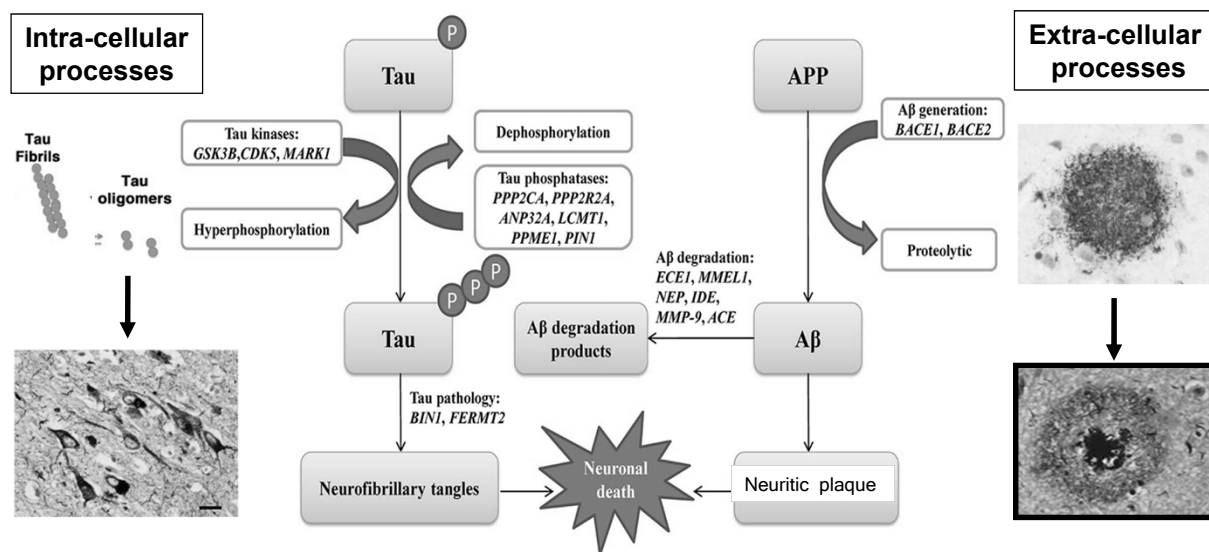 Intra-cellular
processes
Tau
Fibrils
Tau
oligomers
P
Tau
Tau kinases:
GSK3B,CDK5, MARK1
Hyperphosphorylation
Dephosphorylation
Tau phosphatases:
PPP2CA, PPP2R2A,
ANP32A, LCMT1,
PPME1, PIN1
P
P
P
Tau
Tau pathology:
BIN1, FERMT2
Neurofibrillary tangles
Neuronal
death
APP
Aβ generation:
BACE1, BACE2
Proteolytic
Aβ degradation:
ECE1, MMEL1,
NEP, IDE,
MMP-9, ACE
Aβ degradation
products
Aβ
Neuritic plaque
Extra-cellular
processes